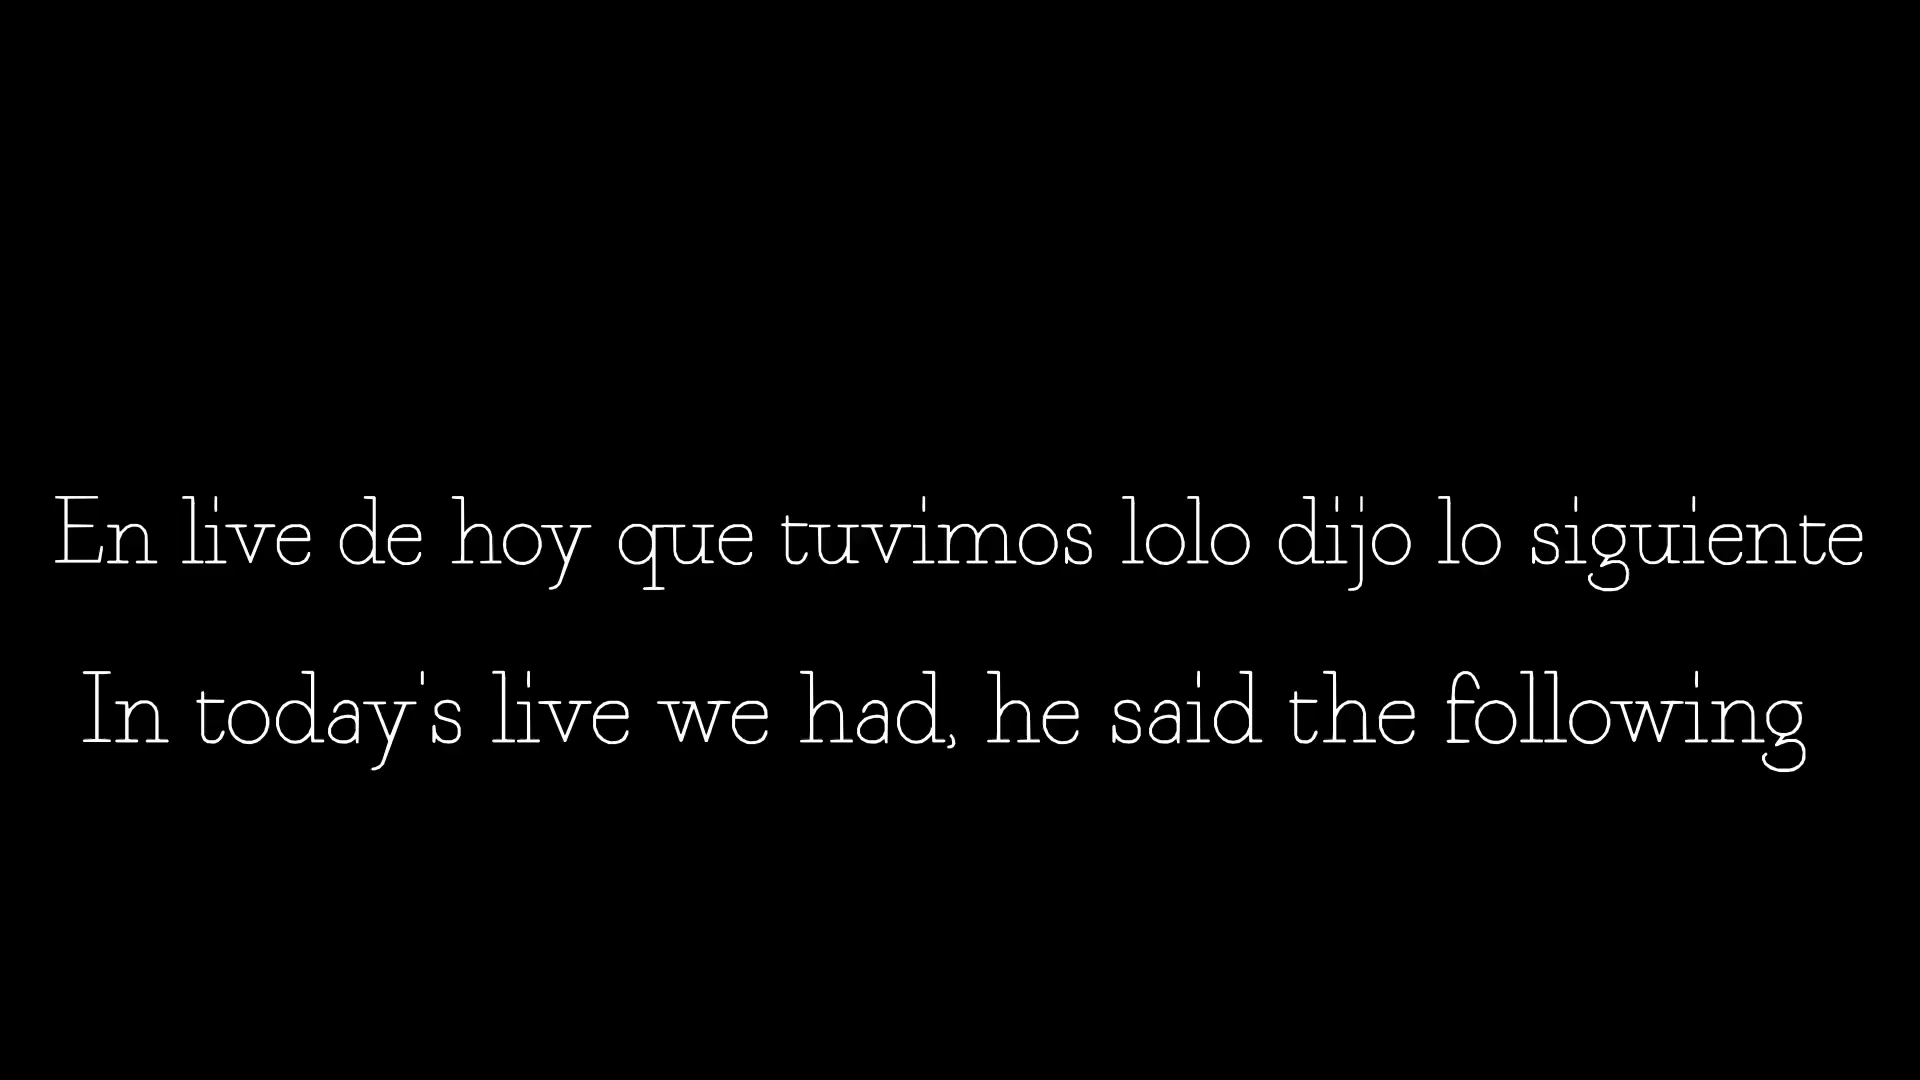 En live de hoy que tuvimos lolo dijo lo siguiente
In today's live we had, he said the following